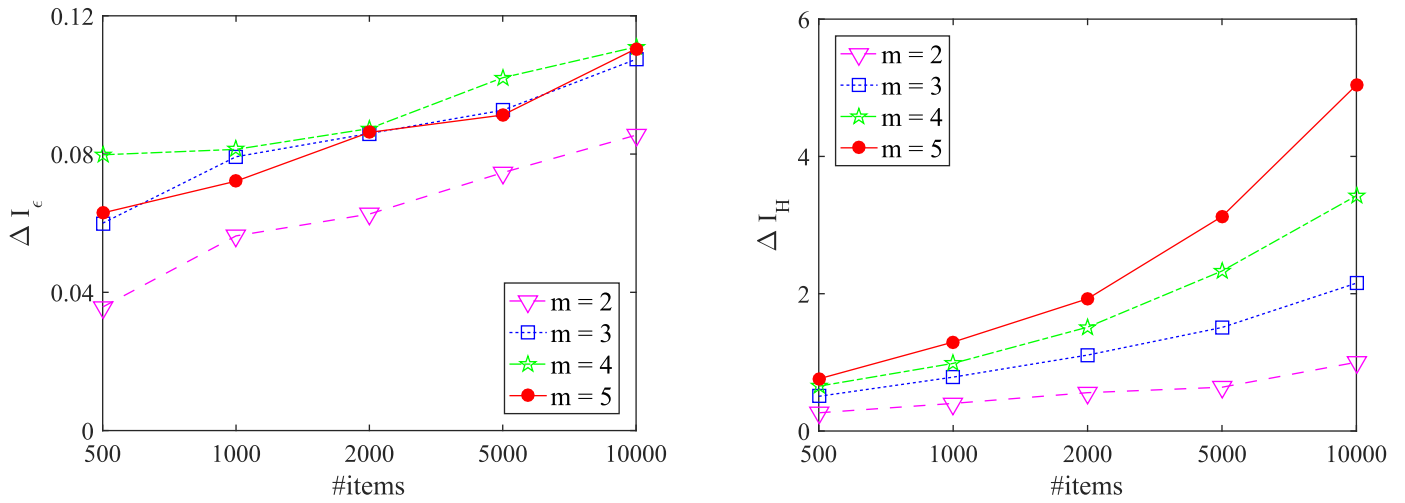 0.12
0.08
0.04
0
Δ I_ϵ
500 1000 2000 5000 10000
#items
m = 2
m = 3
m = 4
m = 5
6
4
2
0
Δ I_H
500 1000 2000 5000 10000
#items
m = 2
m = 3
m = 4
m = 5